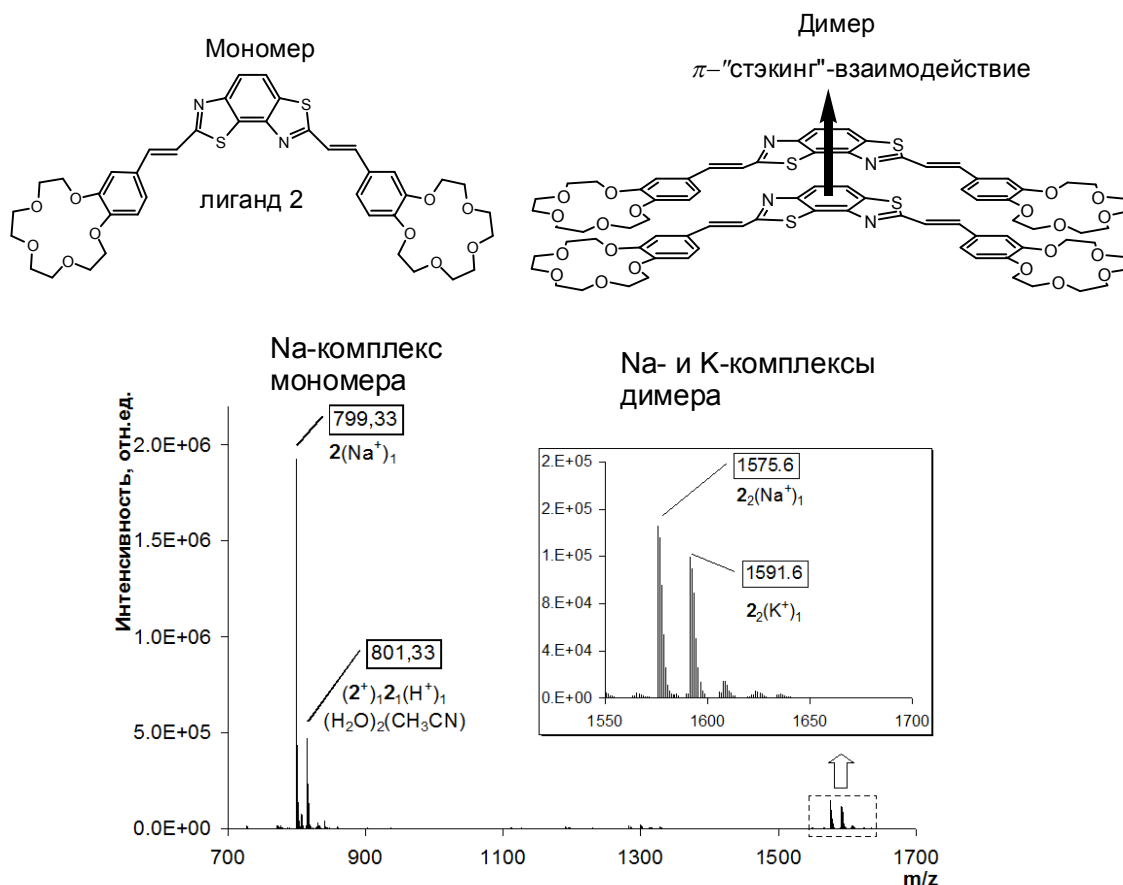 Мономер
Димер
π–"стэкинг"-взаимодействие
N
S
S
N
лиганд 2
O
O
O
O
O
O
O
O
O
O
N
S
S
N
O
O
O
O
O
O
O
O
O
O
N
S
S
N
O
O
O
O
O
O
O
O
O
O
Na-комплекс
мономера
Na- и K-комплексы
димера
Интенсивность, отн.ед.
2.0E+06
1.5E+06
1.0E+06
5.0E+05
0.0E+00
799,33
2(Na⁺)₁
801,33
(2⁺)₁2₁(H⁺)₁
(H₂O)₂(CH₃CN)
2.E+05
2.E+05
1.E+05
8.E+04
4.E+04
0.E+00
1575.6
2₂(Na⁺)₁
1591.6
2₂(K⁺)₁
1550
1600
1650
1700
700
900
1100
1300
1500
1700
m/z